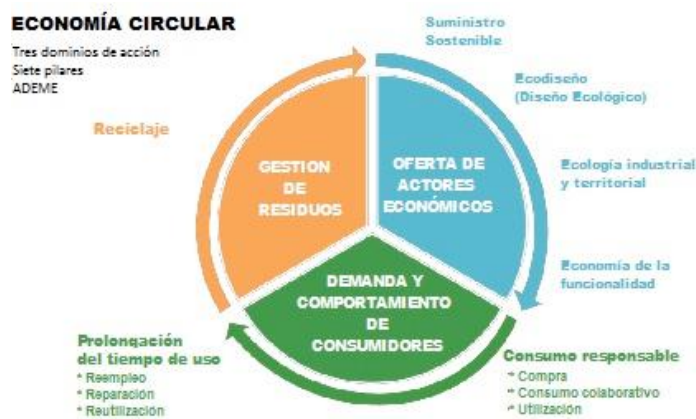 ECONOMÍA CIRCULAR
Tres dominios de acción
Siete pilares
ADEME
Suministro
Sostenible
Ecodiseño
(Diseño Ecológico)
Ecología industrial
y territorial
Economía de la
funcionalidad
OFERTA DE
ACTORES
ECONÓMICOS
Reciclaje
GESTION
DE
RESIDUOS
DEMANDA Y
COMPORTAMIENTO
DE
CONSUMIDORES
Prolongación
del tiempo de uso
* Reempleo
* Reparación
* Reutilización
Consumo responsable
* Compra
* Consumo colaborativo
* Utilización